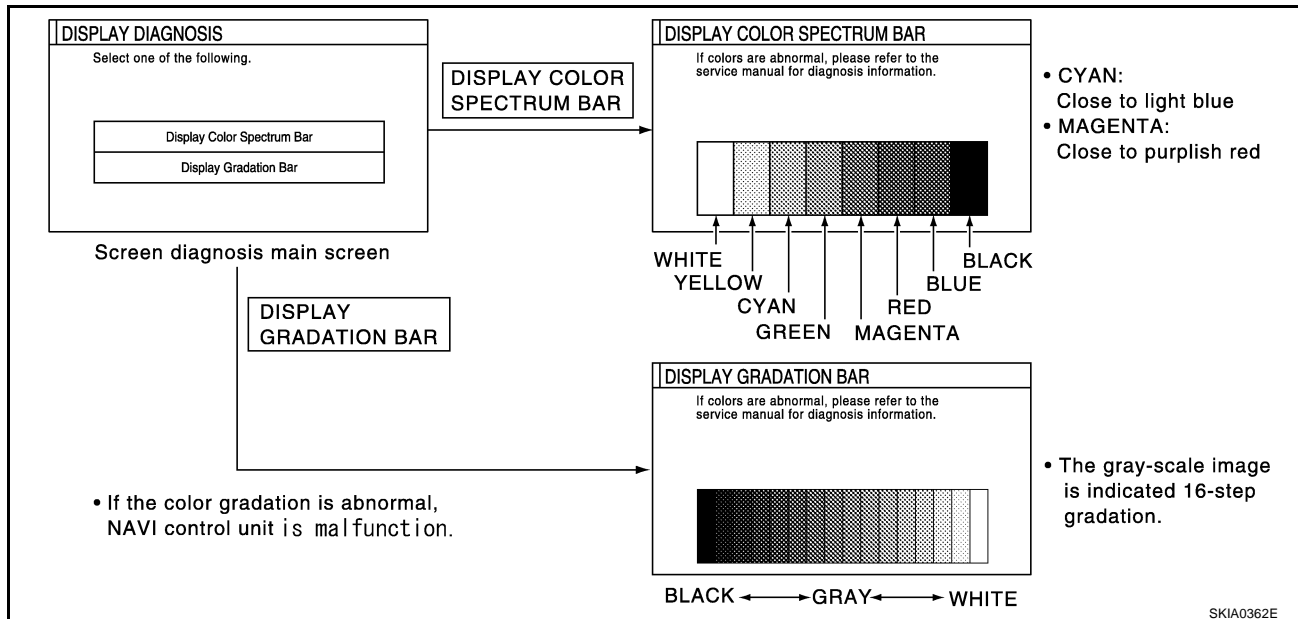 DISPLAY DIAGNOSIS
Select one of the following.
Display Color Spectrum Bar
Display Gradation Bar
Screen diagnosis main screen
DISPLAY COLOR
SPECTRUM BAR
DISPLAY COLOR SPECTRUM BAR
If colors are abnormal, please refer to the
service manual for diagnosis information.
WHITE
YELLOW
CYAN
GREEN
MAGENTA
RED
BLUE
BLACK
• CYAN:
Close to light blue
• MAGENTA:
Close to purplish red
DISPLAY
GRADATION BAR
• If the color gradation is abnormal,
NAVI control unit is malfunction.
DISPLAY GRADATION BAR
If colors are abnormal, please refer to the
service manual for diagnosis information.
BLACK GRAY WHITE
• The gray-scale image
is indicated 16-step
gradation.
SKIA0362E